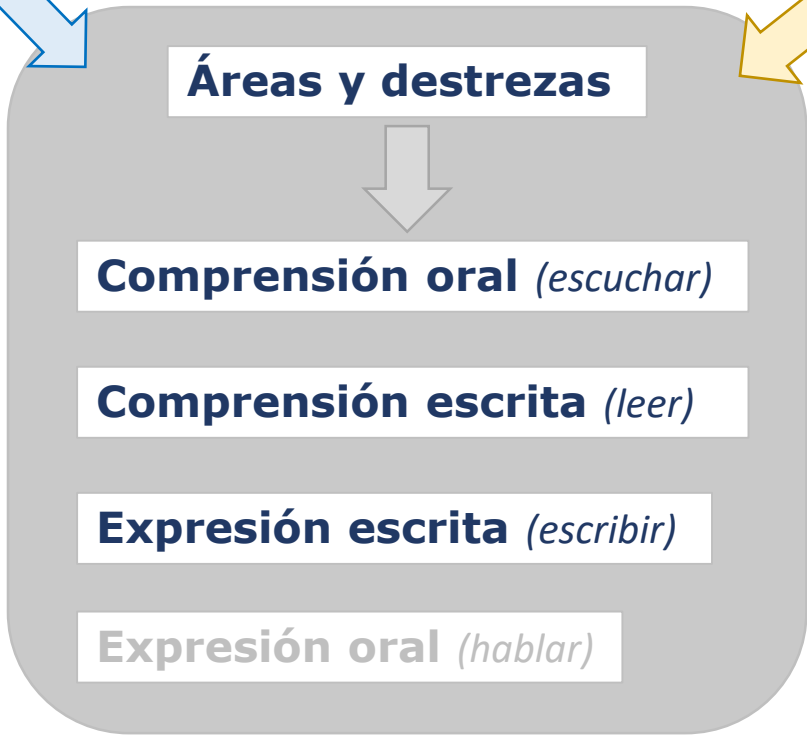 Áreas y destrezas
Comprensión oral (escuchar)
Comprensión escrita (leer)
Expresión escrita (escribir)
Expresión oral (hablar)